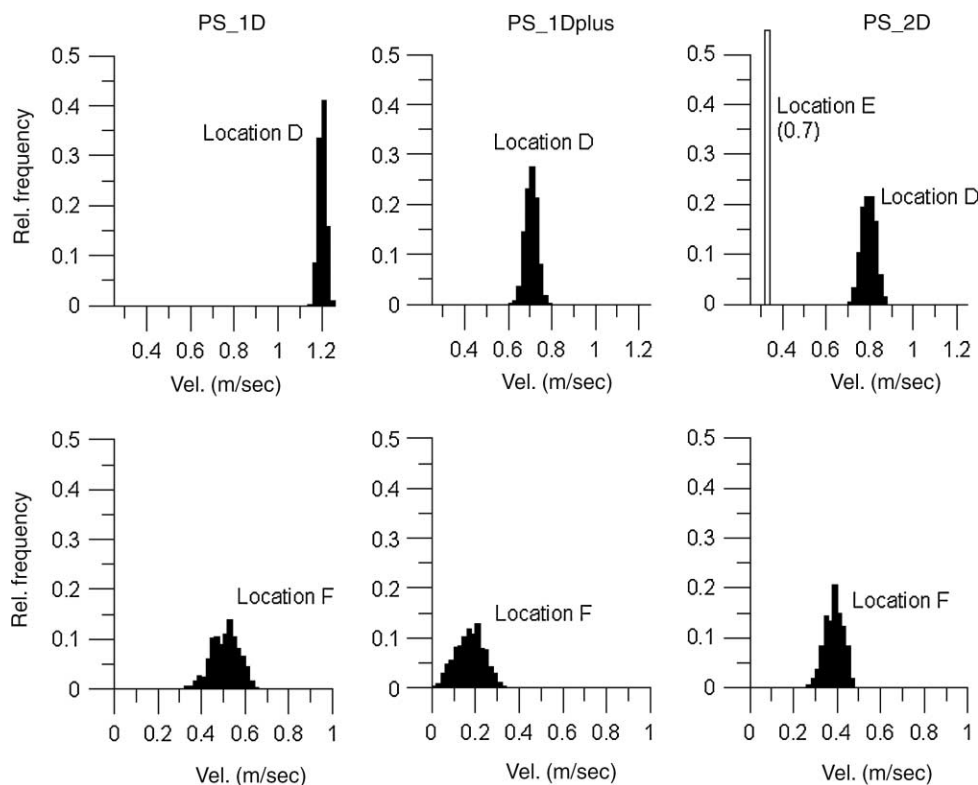 PS_1D
PS_1Dplus
PS_2D
Rel. frequency
0.5
0.4
0.3
0.2
0.1
0
Location D
0.4 0.6 0.8 1 1.2
Vel. (m/sec)
0.5
0.4
0.3
0.2
0.1
0
Location D
0.4 0.6 0.8 1 1.2
Vel. (m/sec)
0.5
0.4
0.3
0.2
0.1
0
Location E
(0.7)
Location D
0.4 0.6 0.8 1 1.2
Vel. (m/sec)
Rel. frequency
0.5
0.4
0.3
0.2
0.1
0
Location F
0 0.2 0.4 0.6 0.8 1
Vel. (m/sec)
0.5
0.4
0.3
0.2
0.1
0
Location F
0 0.2 0.4 0.6 0.8 1
Vel. (m/sec)
0.5
0.4
0.3
0.2
0.1
0
Location F
0 0.2 0.4 0.6 0.8 1
Vel. (m/sec)